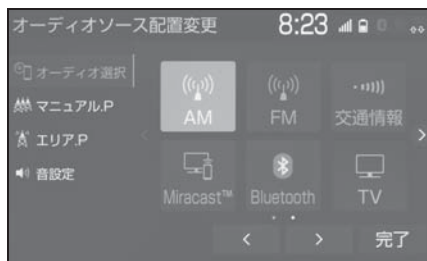 オーディオソース配置変更 8:23
オーディオ選択
マニュアル.P
エリア.P
音設定
AM FM 交通情報
Miracast™ Bluetooth TV
< > 完了